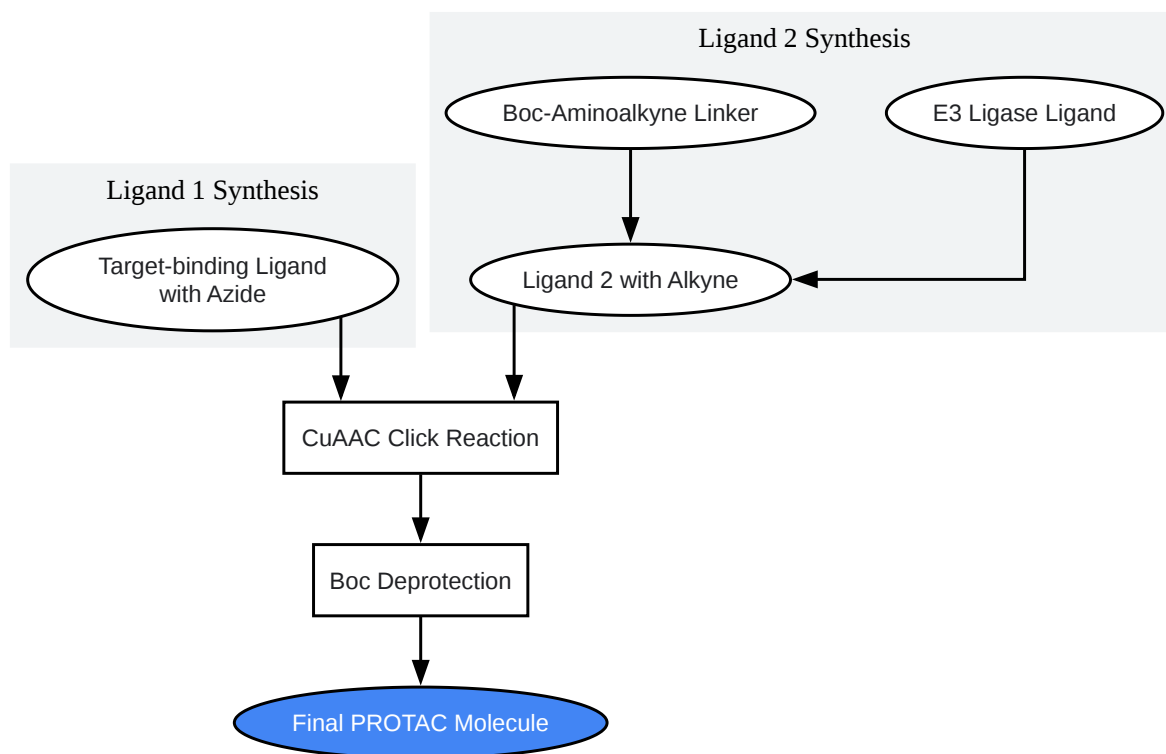 Ligand 2 Synthesis
Boc-Aminoalkyne Linker
E3 Ligase Ligand
Ligand 1 Synthesis
Target-binding Ligand
with Azide
Ligand 2 with Alkyne
CuAAC Click Reaction
Boc Deprotection
Final PROTAC Molecule